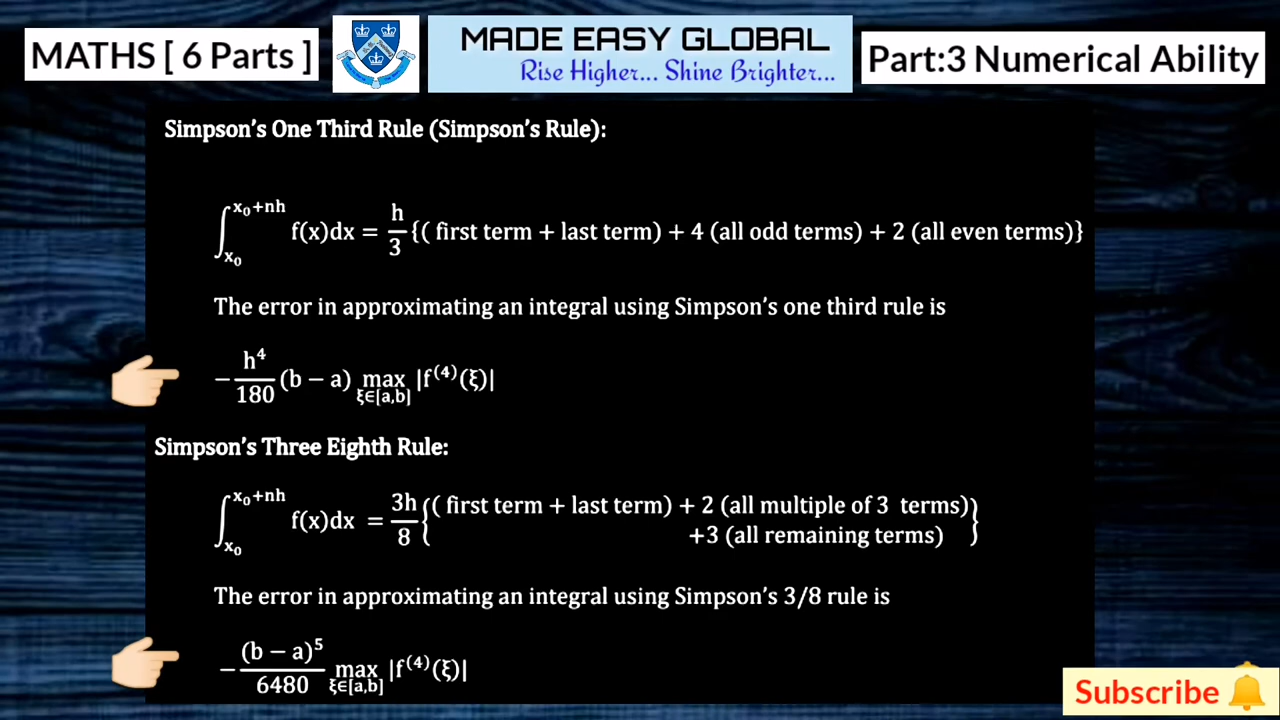 MATHS [ 6 Parts ]
MADE EASY GLOBAL
Rise Higher... Shine Brighter...
Part:3 Numerical Ability
Simpson's One Third Rule (Simpson's Rule):
∫_{x₀}^{x₀+nh} f(x)dx = h/3 {( first term + last term) + 4 (all odd terms) + 2 (all even terms)}
The error in approximating an integral using Simpson's one third rule is
− h⁴/180 (b − a) max_{ξ∈[a,b]} |f⁽⁴⁾(ξ)|
Simpson's Three Eighth Rule:
∫_{x₀}^{x₀+nh} f(x)dx = 3h/8 {( first term + last term) + 2 (all multiple of 3 terms)
+3 (all remaining terms)}
The error in approximating an integral using Simpson's 3/8 rule is
− (b − a)⁵/6480 max_{ξ∈[a,b]} |f⁽⁴⁾(ξ)|
Subscribe